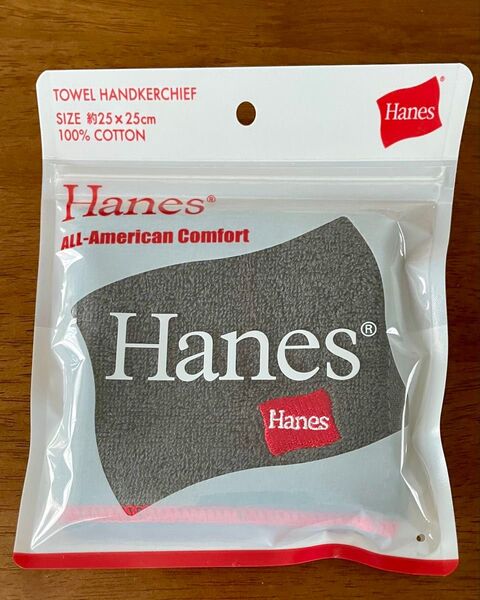 TOWEL HANDKERCHIEF
SIZE 約25×25cm
100% COTTON
Hanes®
Hanes®
ALL-American Comfort
Hanes®
Hanes